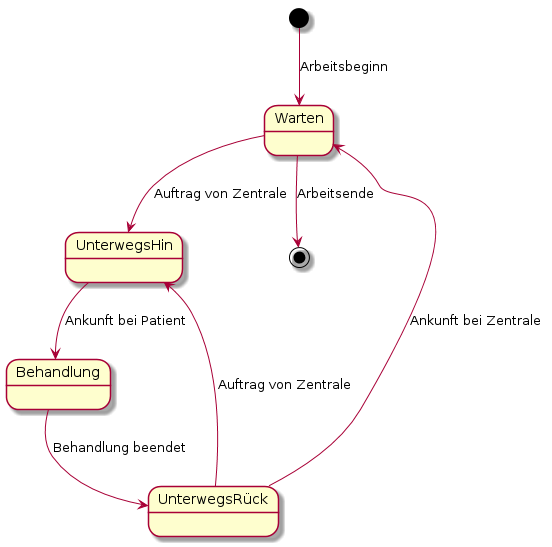 Arbeitsbeginn
Warten
Auftrag von Zentrale
Arbeitsende
UnterwegsHin
Ankunft bei Patient
Ankunft bei Zentrale
Behandlung
Auftrag von Zentrale
Behandlung beendet
UnterwegsRück